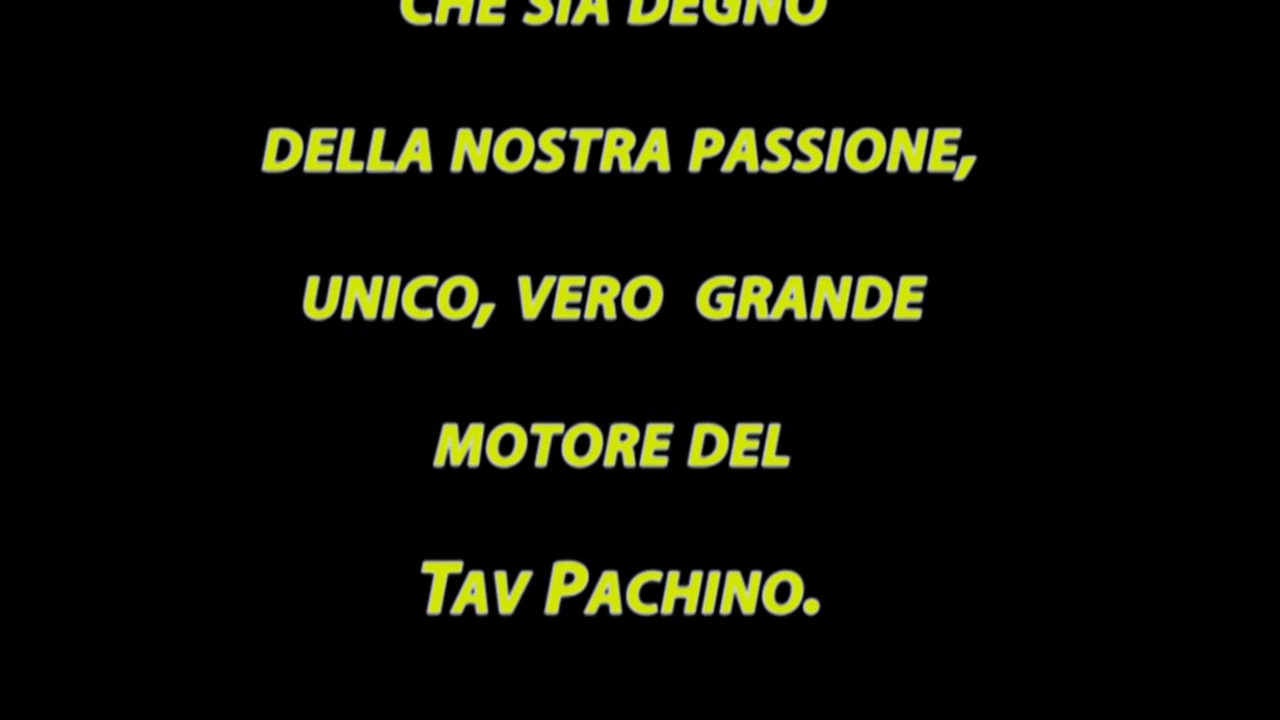 CHE SIA DEGNO
DELLA NOSTRA PASSIONE,
UNICO, VERO  GRANDE
MOTORE DEL
TAV PACHINO.